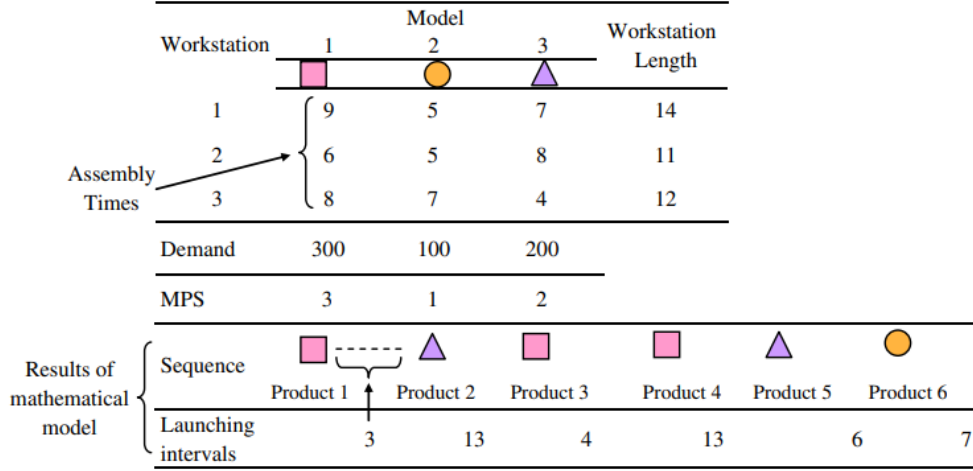 Model
Workstation 1 2 3 Workstation
Length
1 9 5 7 14
2 6 5 8 11
Assembly
Times
3 8 7 4 12
Demand 300 100 200
MPS 3 1 2
Results of
mathematical
model
Sequence
Product 1 Product 2 Product 3 Product 4 Product 5 Product 6
Launching
intervals
3 13 4 13 6 7